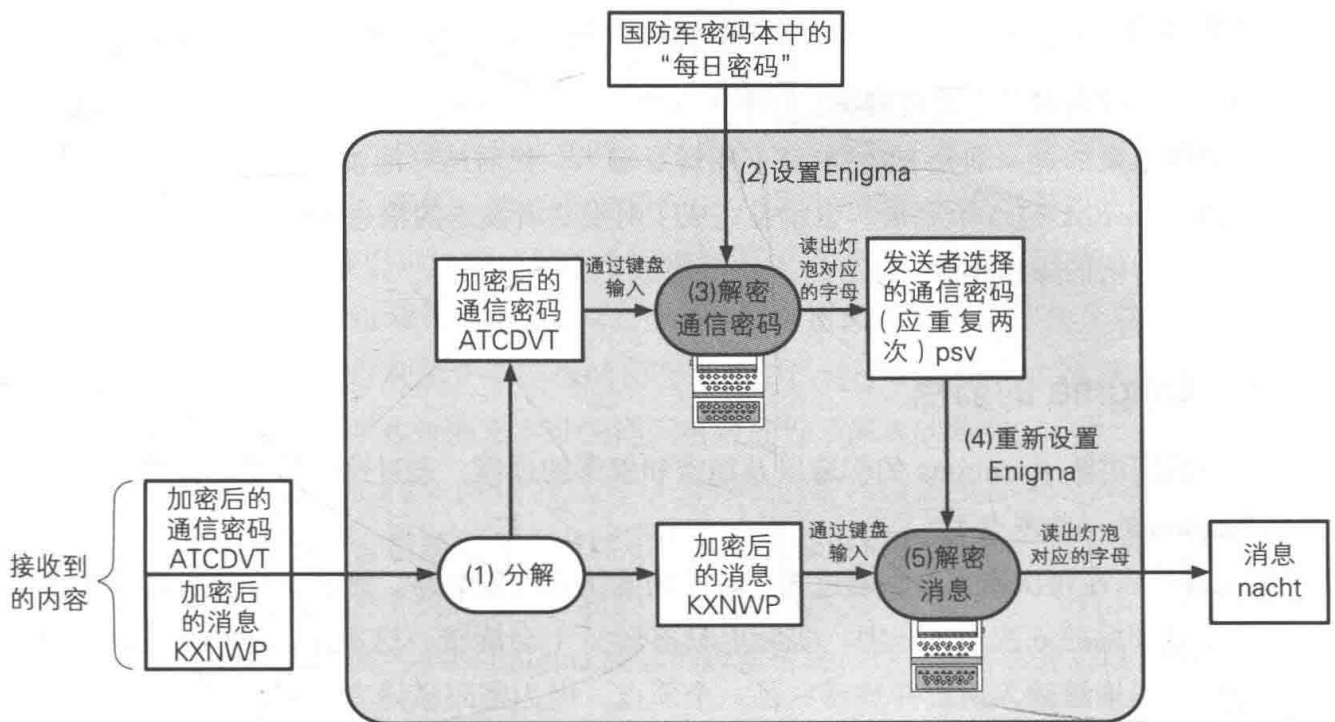 国防军密码本中的
“每日密码”
(2)设置Enigma
加密后的
通信密码
ATCDVT
通过键盘
输入
(3)解密
通信密码
读出灯
泡对应
的字母
发送者选择
的通信密码
(应重复两
次)psv
(4)重新设置
Enigma
接收到
的内容
加密后的
通信密码
ATCDVT
加密后
的消息
KXNWP
(1) 分解
加密后
的消息
KXNWP
通过键盘
输入
(5)解密
消息
读出灯泡
对应的字母
消息
nacht